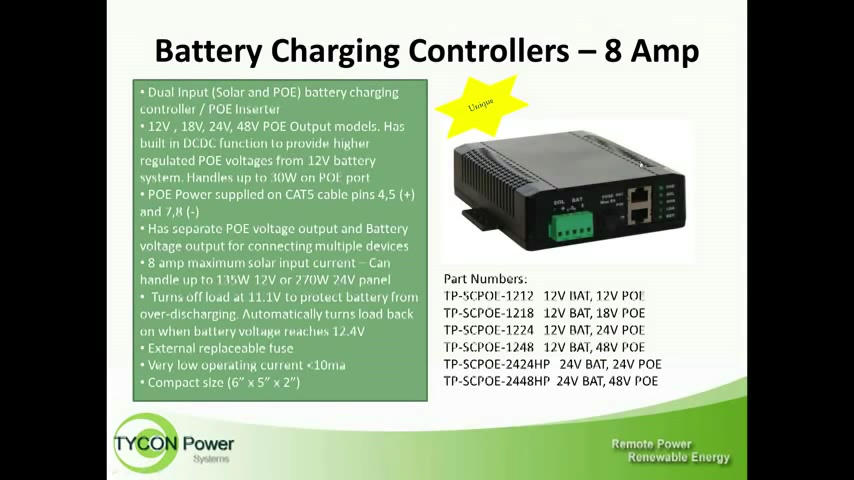 Battery Charging Controllers – 8 Amp
• Dual Input (Solar and POE) battery charging
controller / POE Inserter
• 12V , 18V, 24V, 48V POE Output models. Has
built in DCDC function to provide higher
regulated POE voltages from 12V battery
system. Handles up to 30W on POE port
• POE Power supplied on CAT5 cable pins 4,5 (+)
and 7,8 (-)
• Has separate POE voltage output and Battery
voltage output for connecting multiple devices
• 8 amp maximum solar input current – Can
handle up to 135W 12V or 270W 24V panel
• Turns off load at 11.1V to protect battery from
over-discharging. Automatically turns load back
on when battery voltage reaches 12.4V
• External replaceable fuse
• Very low operating current <10ma
• Compact size (6” x 5” x 2”)
Unique
SOL BAT
Part Numbers:
TP-SCPOE-1212 12V BAT, 12V POE
TP-SCPOE-1218 12V BAT, 18V POE
TP-SCPOE-1224 12V BAT, 24V POE
TP-SCPOE-1248 12V BAT, 48V POE
TP-SCPOE-2424HP 24V BAT, 24V POE
TP-SCPOE-2448HP 24V BAT, 48V POE
TYCON Power
Systems
Remote Power
Renewable Energy